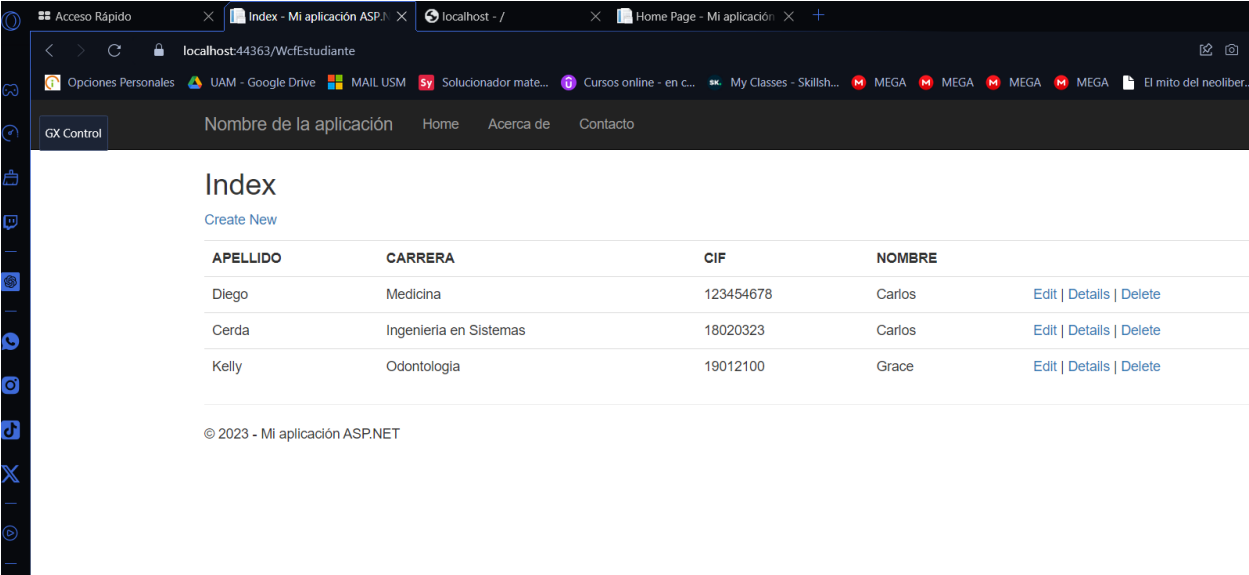 Acceso Rápido Index - Mi aplicación ASP.N localhost - / Home Page - Mi aplicación
localhost:44363/WcfEstudiante
Opciones Personales UAM - Google Drive MAIL USM Sy Solucionador mate... Cursos online - en c... SK. My Classes - Skillsh... M MEGA M MEGA M MEGA M MEGA El mito del neoliber...
GX Control Nombre de la aplicación Home Acerca de Contacto
Index
Create New
APELLIDO CARRERA CIF NOMBRE
Diego Medicina 123454678 Carlos Edit | Details | Delete
Cerda Ingenieria en Sistemas 18020323 Carlos Edit | Details | Delete
Kelly Odontologia 19012100 Grace Edit | Details | Delete
© 2023 - Mi aplicación ASP.NET